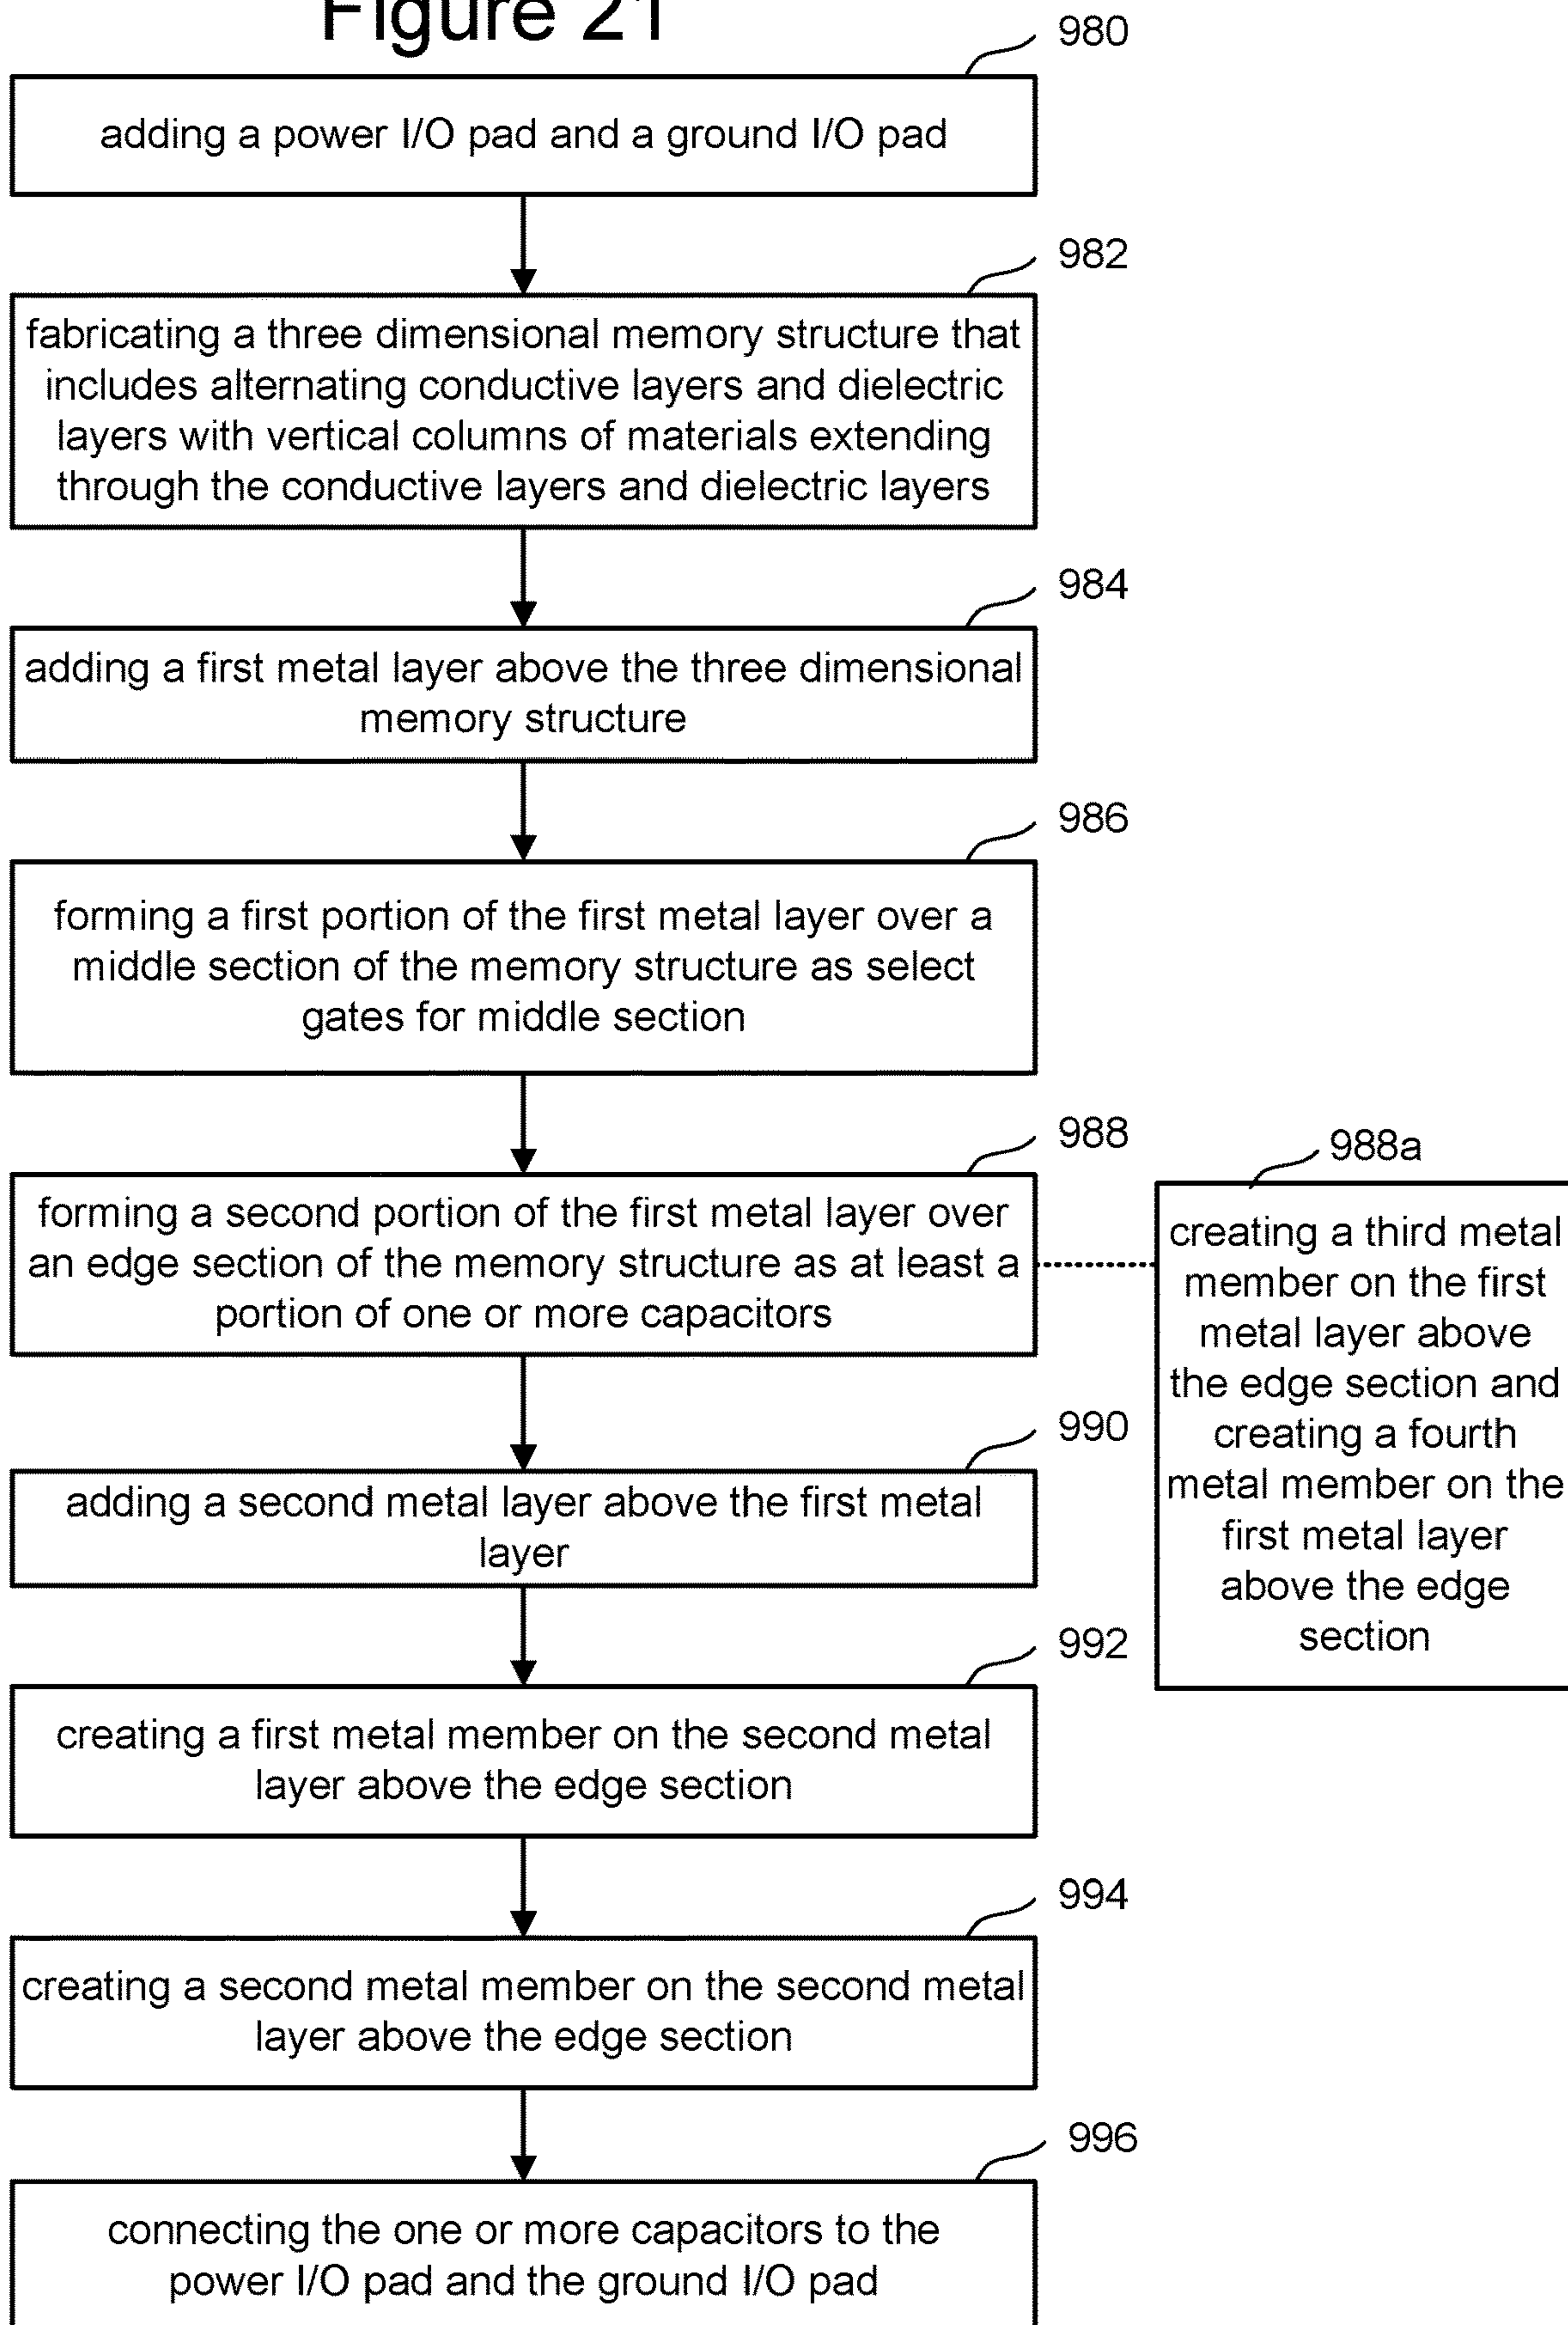 Figure 21
980
adding a power I/O pad and a ground I/O pad
982
fabricating a three dimensional memory structure that
includes alternating conductive layers and dielectric
layers with vertical columns of materials extending
through the conductive layers and dielectric layers
984
adding a first metal layer above the three dimensional
memory structure
986
forming a first portion of the first metal layer over a
middle section of the memory structure as select
gates for middle section
988
forming a second portion of the first metal layer over
an edge section of the memory structure as at least a
portion of one or more capacitors
988a
creating a third metal
member on the first
metal layer above
the edge section and
creating a fourth
metal member on the
first metal layer
above the edge
section
990
adding a second metal layer above the first metal
layer
992
creating a first metal member on the second metal
layer above the edge section
994
creating a second metal member on the second metal
layer above the edge section
996
connecting the one or more capacitors to the
power I/O pad and the ground I/O pad